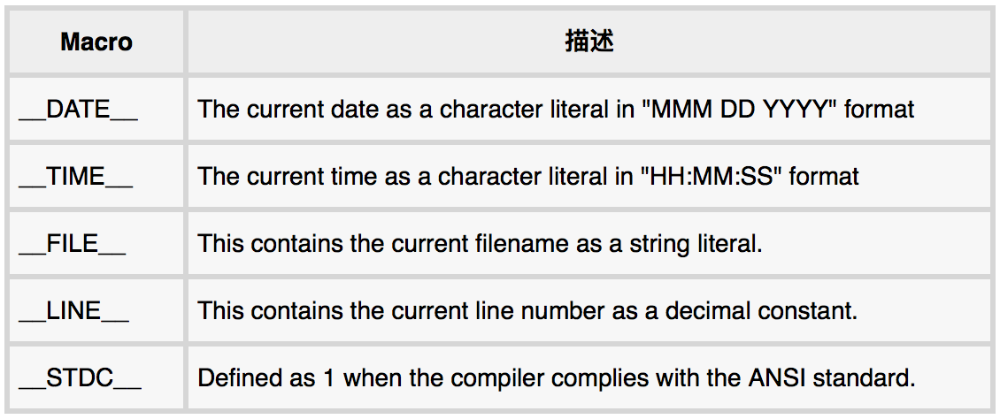 Macro 描述
__DATE__ The current date as a character literal in "MMM DD YYYY" format
__TIME__ The current time as a character literal in "HH:MM:SS" format
__FILE__ This contains the current filename as a string literal.
__LINE__ This contains the current line number as a decimal constant.
__STDC__ Defined as 1 when the compiler complies with the ANSI standard.